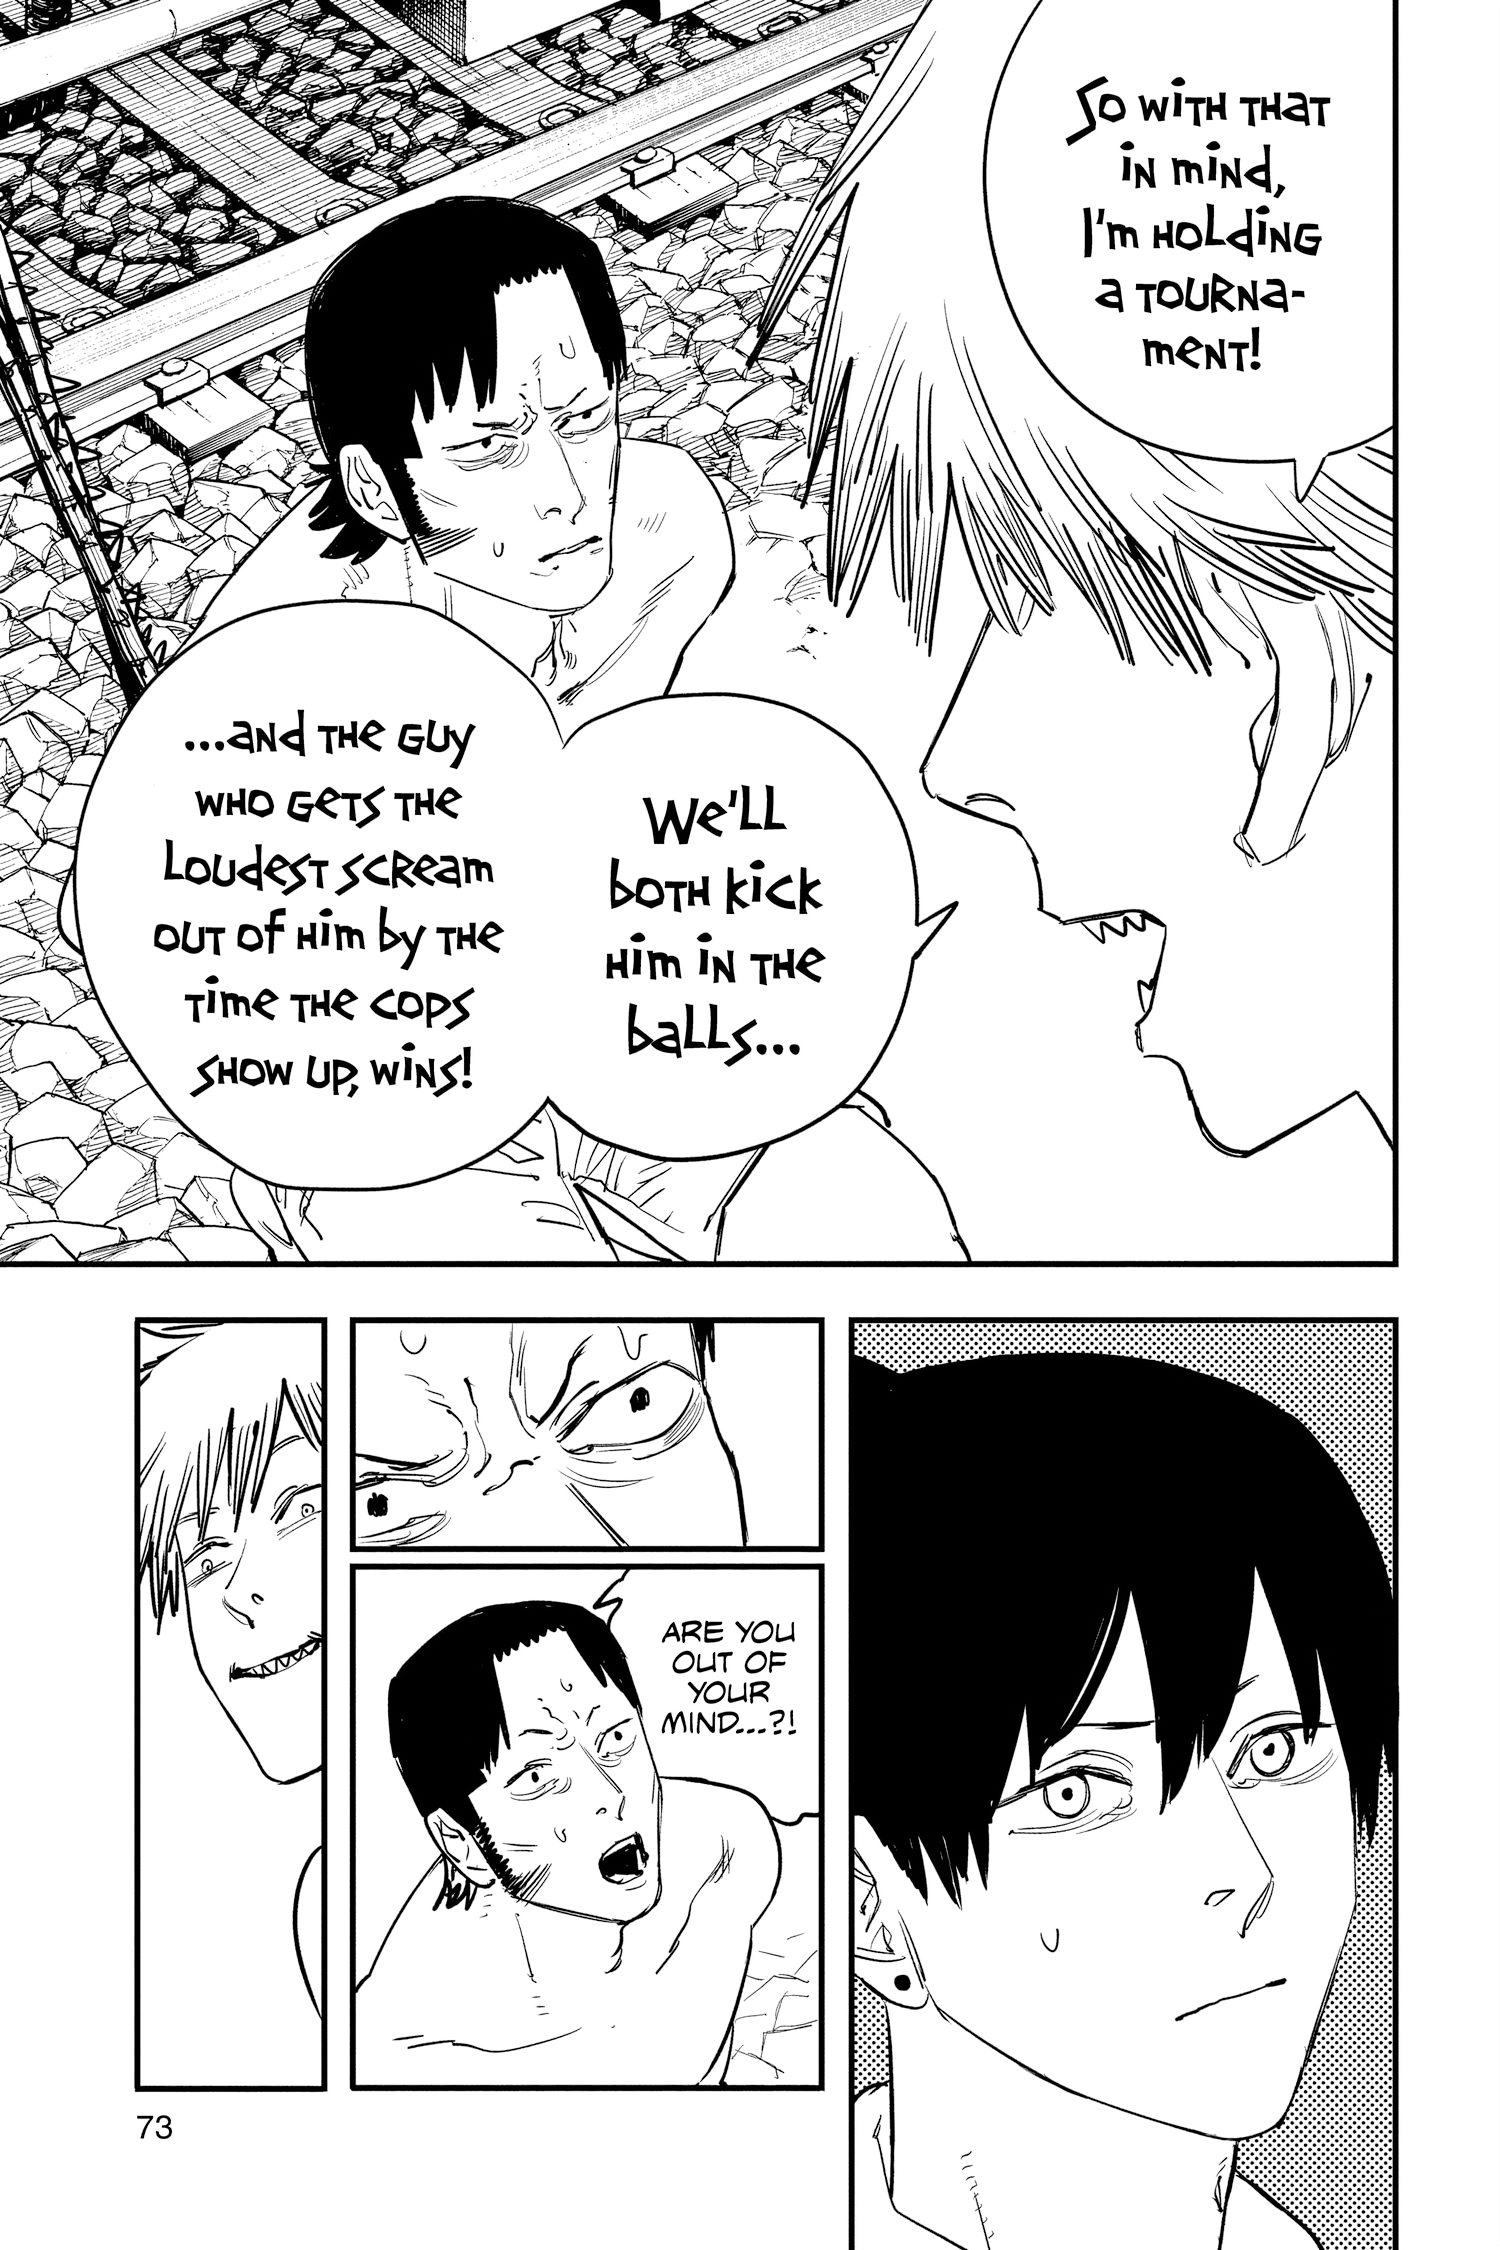 So with that
in mind,
I'm holding
a tourna-
ment!
We'll
both kick
him in the
balls...
...and the guy
who gets the
loudest scream
out of him by the
time the cops
show up, wins!
ARE YOU
OUT OF
YOUR
MIND...?!
73